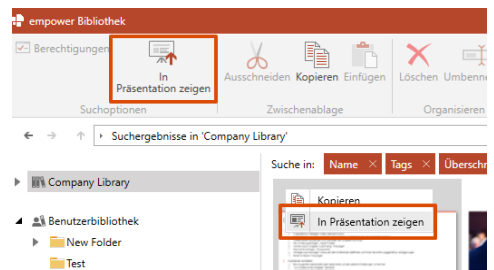 empower Bibliothek
Berechtigungen
In
Präsentation zeigen
Ausschneiden Kopieren Einfügen
Löschen Umbenn
Suchoptionen
Zwischenablage
Organisieren
Suchergebnisse in 'Company Library'
Suche in: Name × Tags × Überschr
Company Library
Kopieren
In Präsentation zeigen
Benutzerbibliothek
New Folder
Test